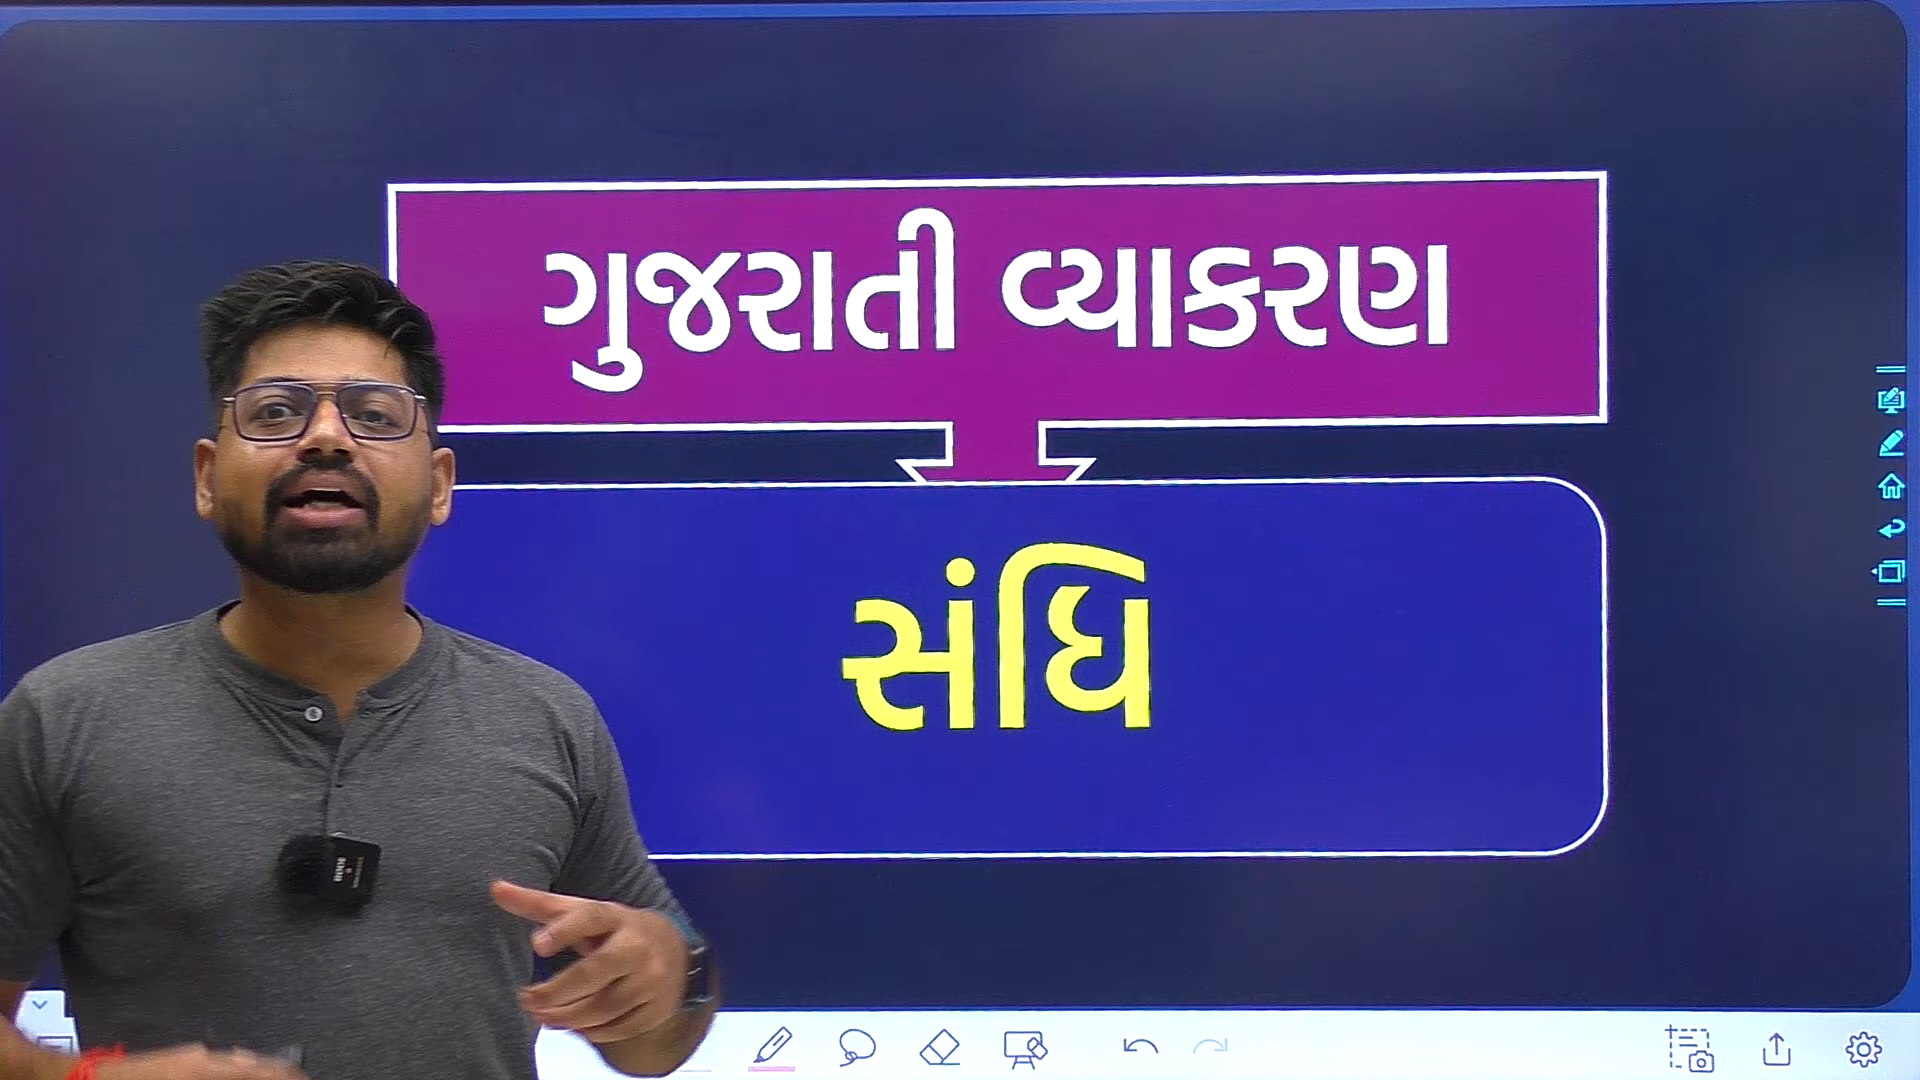 ગુજરાતી વ્યાકરણ
સંધિ